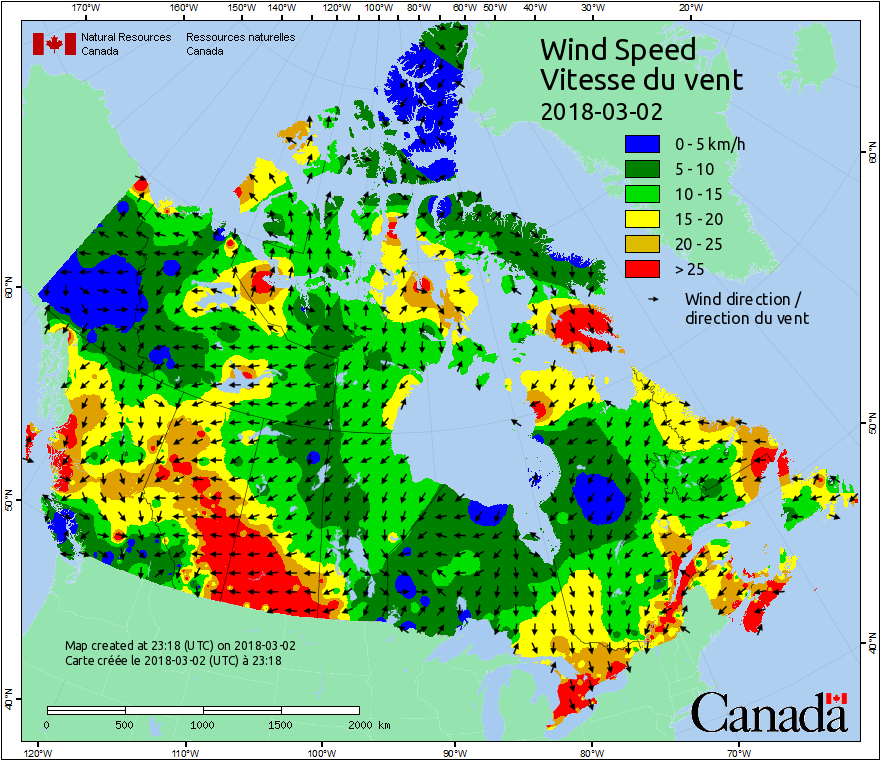 170°W 160°W 150°W 140°W 130°W 120°W 110°W 100°W 90°W 80°W 70°W 60°W 50°W 40°W 30°W 20°W
Natural Resources Ressources naturelles
Canada Canada
Wind Speed
Vitesse du vent
2018-03-02
0 - 5 km/h
5 - 10
10 - 15
15 - 20
20 - 25
> 25
Wind direction /
direction du vent
60°N 60°N
50°N 50°N
40°N 40°N
Map created at 23:18 (UTC) on 2018-03-02
Carte créée le 2018-03-02 (UTC) à 23:18
0 500 1000 1500 2000 km
Canada
120°W 110°W 100°W 90°W 80°W 70°W